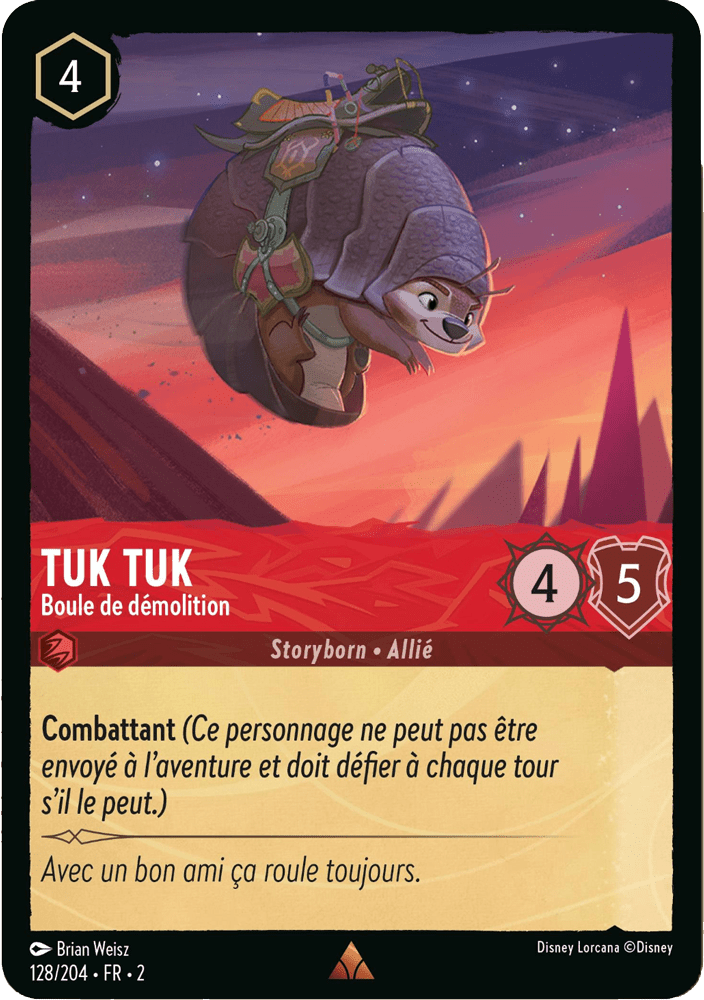 4
TUK TUK
Boule de démolition
4
5
Storyborn • Allié
Combattant (Ce personnage ne peut pas être
envoyé à l'aventure et doit défier à chaque tour
s'il le peut.)
Avec un bon ami ça roule toujours.
Brian Weisz
128/204 • FR • 2
Disney Lorcana ©Disney